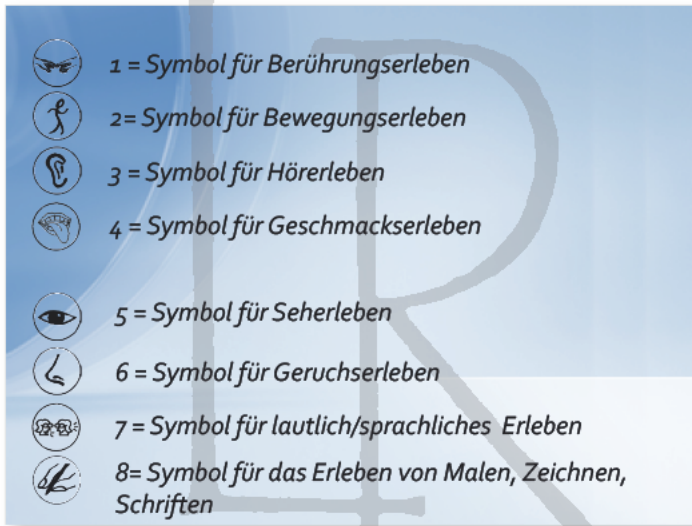 1 = Symbol für Berührungserleben
2= Symbol für Bewegungserleben
3 = Symbol für Hörerleben
4 = Symbol für Geschmackserleben
5 = Symbol für Seherleben
6 = Symbol für Geruchserleben
7 = Symbol für lautlich/sprachliches Erleben
8= Symbol für das Erleben von Malen, Zeichnen,
Schriften
LR